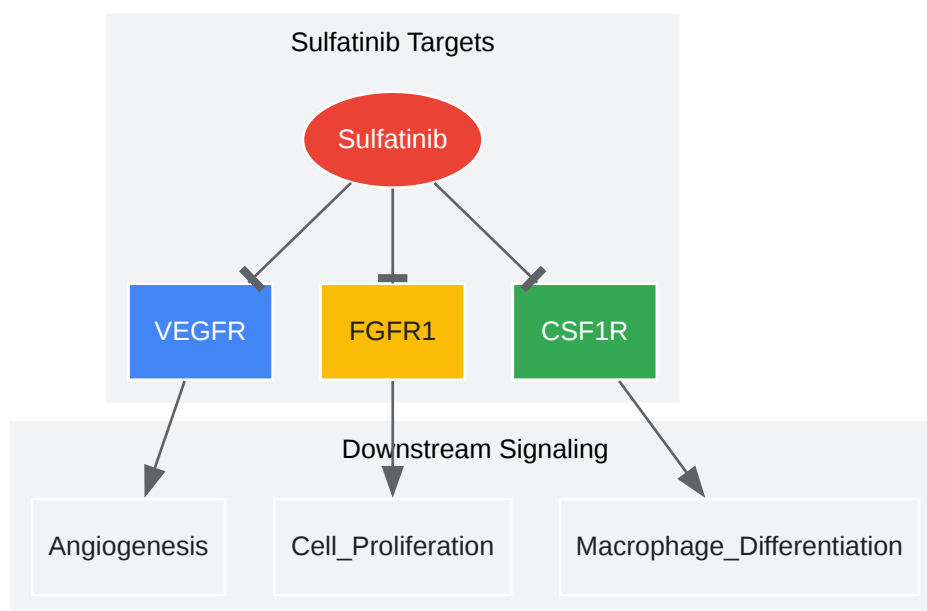 Sulfatinib Targets
Sulfatinib
VEGFR
FGFR1
CSF1R
Downstream Signaling
Angiogenesis
Cell_Proliferation
Macrophage_Differentiation